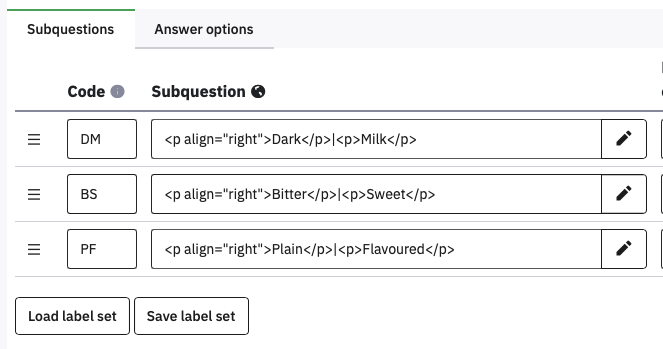 Subquestions Answer options
Code Subquestion
DM <p align="right">Dark</p>|<p>Milk</p>
BS <p align="right">Bitter</p>|<p>Sweet</p>
PF <p align="right">Plain</p>|<p>Flavoured</p>
Load label set Save label set